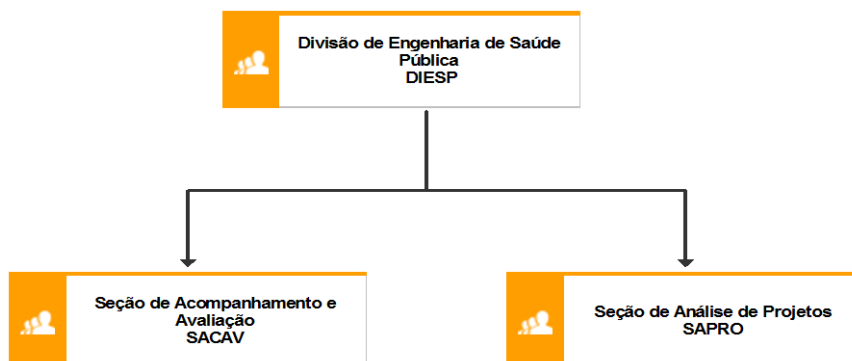 Divisão de Engenharia de Saúde
Pública
DIESP
Seção de Acompanhamento e
Avaliação
SACAV
Seção de Análise de Projetos
SAPRO